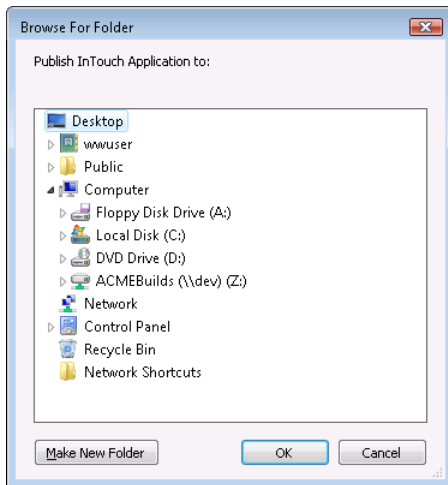 Browse For Folder
Publish InTouch Application to:
Desktop
wwuser
Public
Computer
Floppy Disk Drive (A:)
Local Disk (C:)
DVD Drive (D:)
ACMEBuilds (\\dev) (Z:)
Network
Control Panel
Recycle Bin
Network Shortcuts
Make New Folder
OK
Cancel